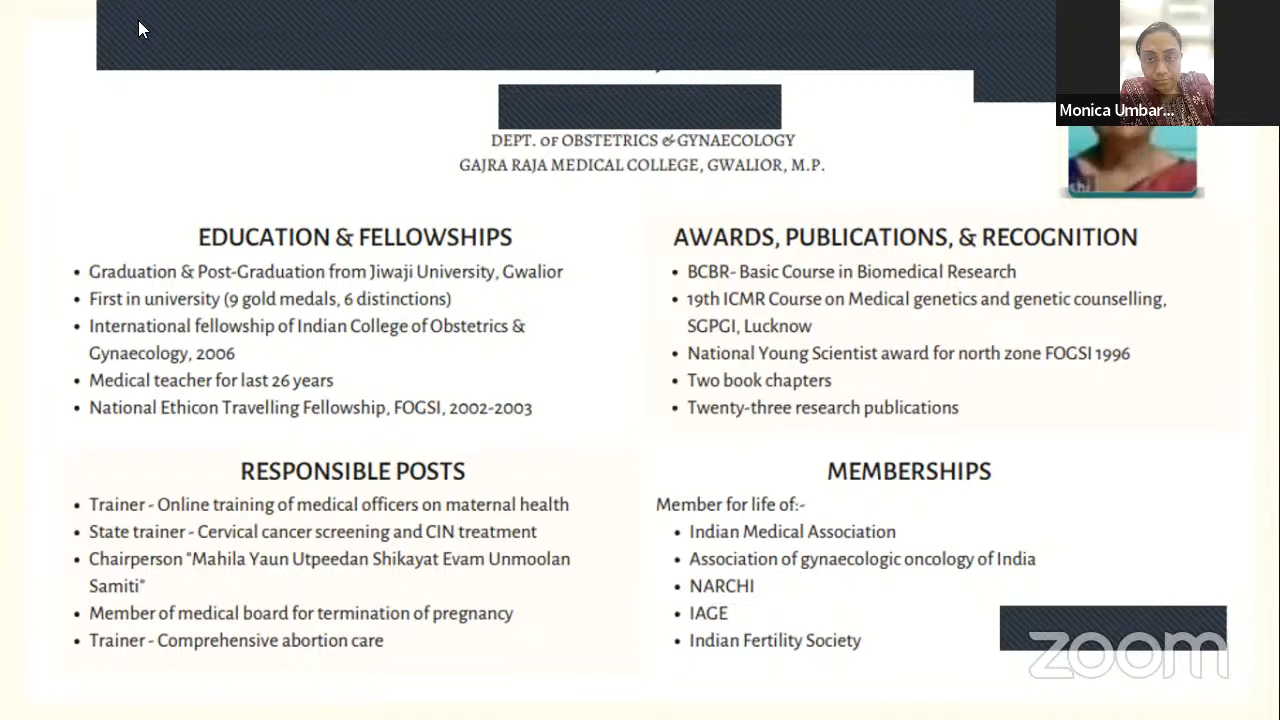 Monica Umbar...
DEPT. OF OBSTETRICS & GYNAECOLOGY
GAJRA RAJA MEDICAL COLLEGE, GWALIOR, M.P.
EDUCATION & FELLOWSHIPS
• Graduation & Post-Graduation from Jiwaji University, Gwalior
• First in university (9 gold medals, 6 distinctions)
• International fellowship of Indian College of Obstetrics &
Gynaecology, 2006
• Medical teacher for last 26 years
• National Ethicon Travelling Fellowship, FOGSI, 2002-2003
AWARDS, PUBLICATIONS, & RECOGNITION
• BCBR- Basic Course in Biomedical Research
• 19th ICMR Course on Medical genetics and genetic counselling,
SGPGI, Lucknow
• National Young Scientist award for north zone FOGSI 1996
• Two book chapters
• Twenty-three research publications
RESPONSIBLE POSTS
• Trainer - Online training of medical officers on maternal health
• State trainer - Cervical cancer screening and CIN treatment
• Chairperson "Mahila Yaun Utpeedan Shikayat Evam Unmoolan
Samiti"
• Member of medical board for termination of pregnancy
• Trainer - Comprehensive abortion care
MEMBERSHIPS
Member for life of:-
• Indian Medical Association
• Association of gynaecologic oncology of India
• NARCHI
• IAGE
• Indian Fertility Society
zoom